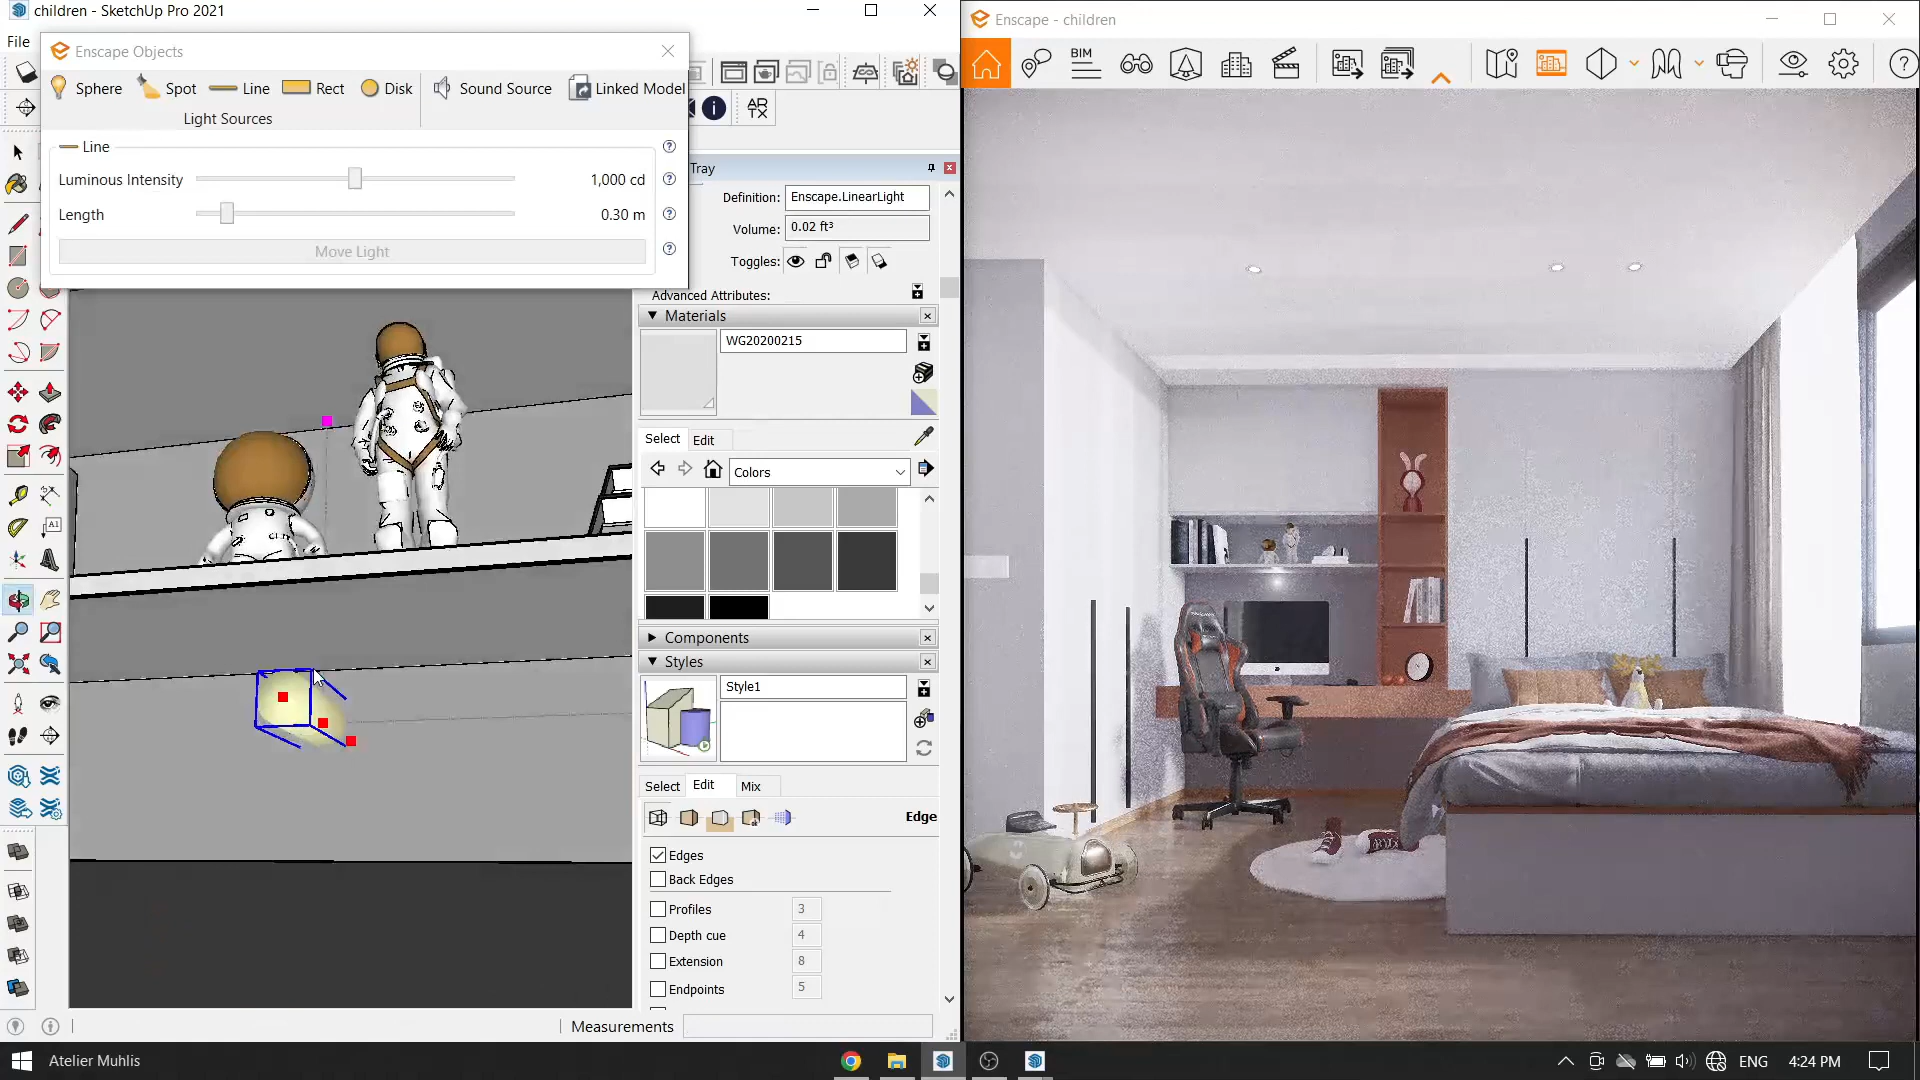 children - SketchUp Pro 2021
File
Enscape Objects
Sphere
Spot
Line
Rect
Disk
Sound Source
Linked Model
Light Sources
Line
Luminous Intensity
1,000 cd
Length
0.30 m
Move Light
Tray
Definition:
Enscape.LinearLight
Volume:
0.02 ft³
Toggles:
Advanced Attributes:
Materials
WG20200215
Select
Edit
Colors
Components
Styles
Style1
Select
Edit
Mix
Edge
Edges
Back Edges
Profiles
3
Depth cue
4
Extension
8
Endpoints
5
Measurements
A1
i
AR
TX
Enscape - children
BIM
Atelier Muhlis
ENG
4:24 PM